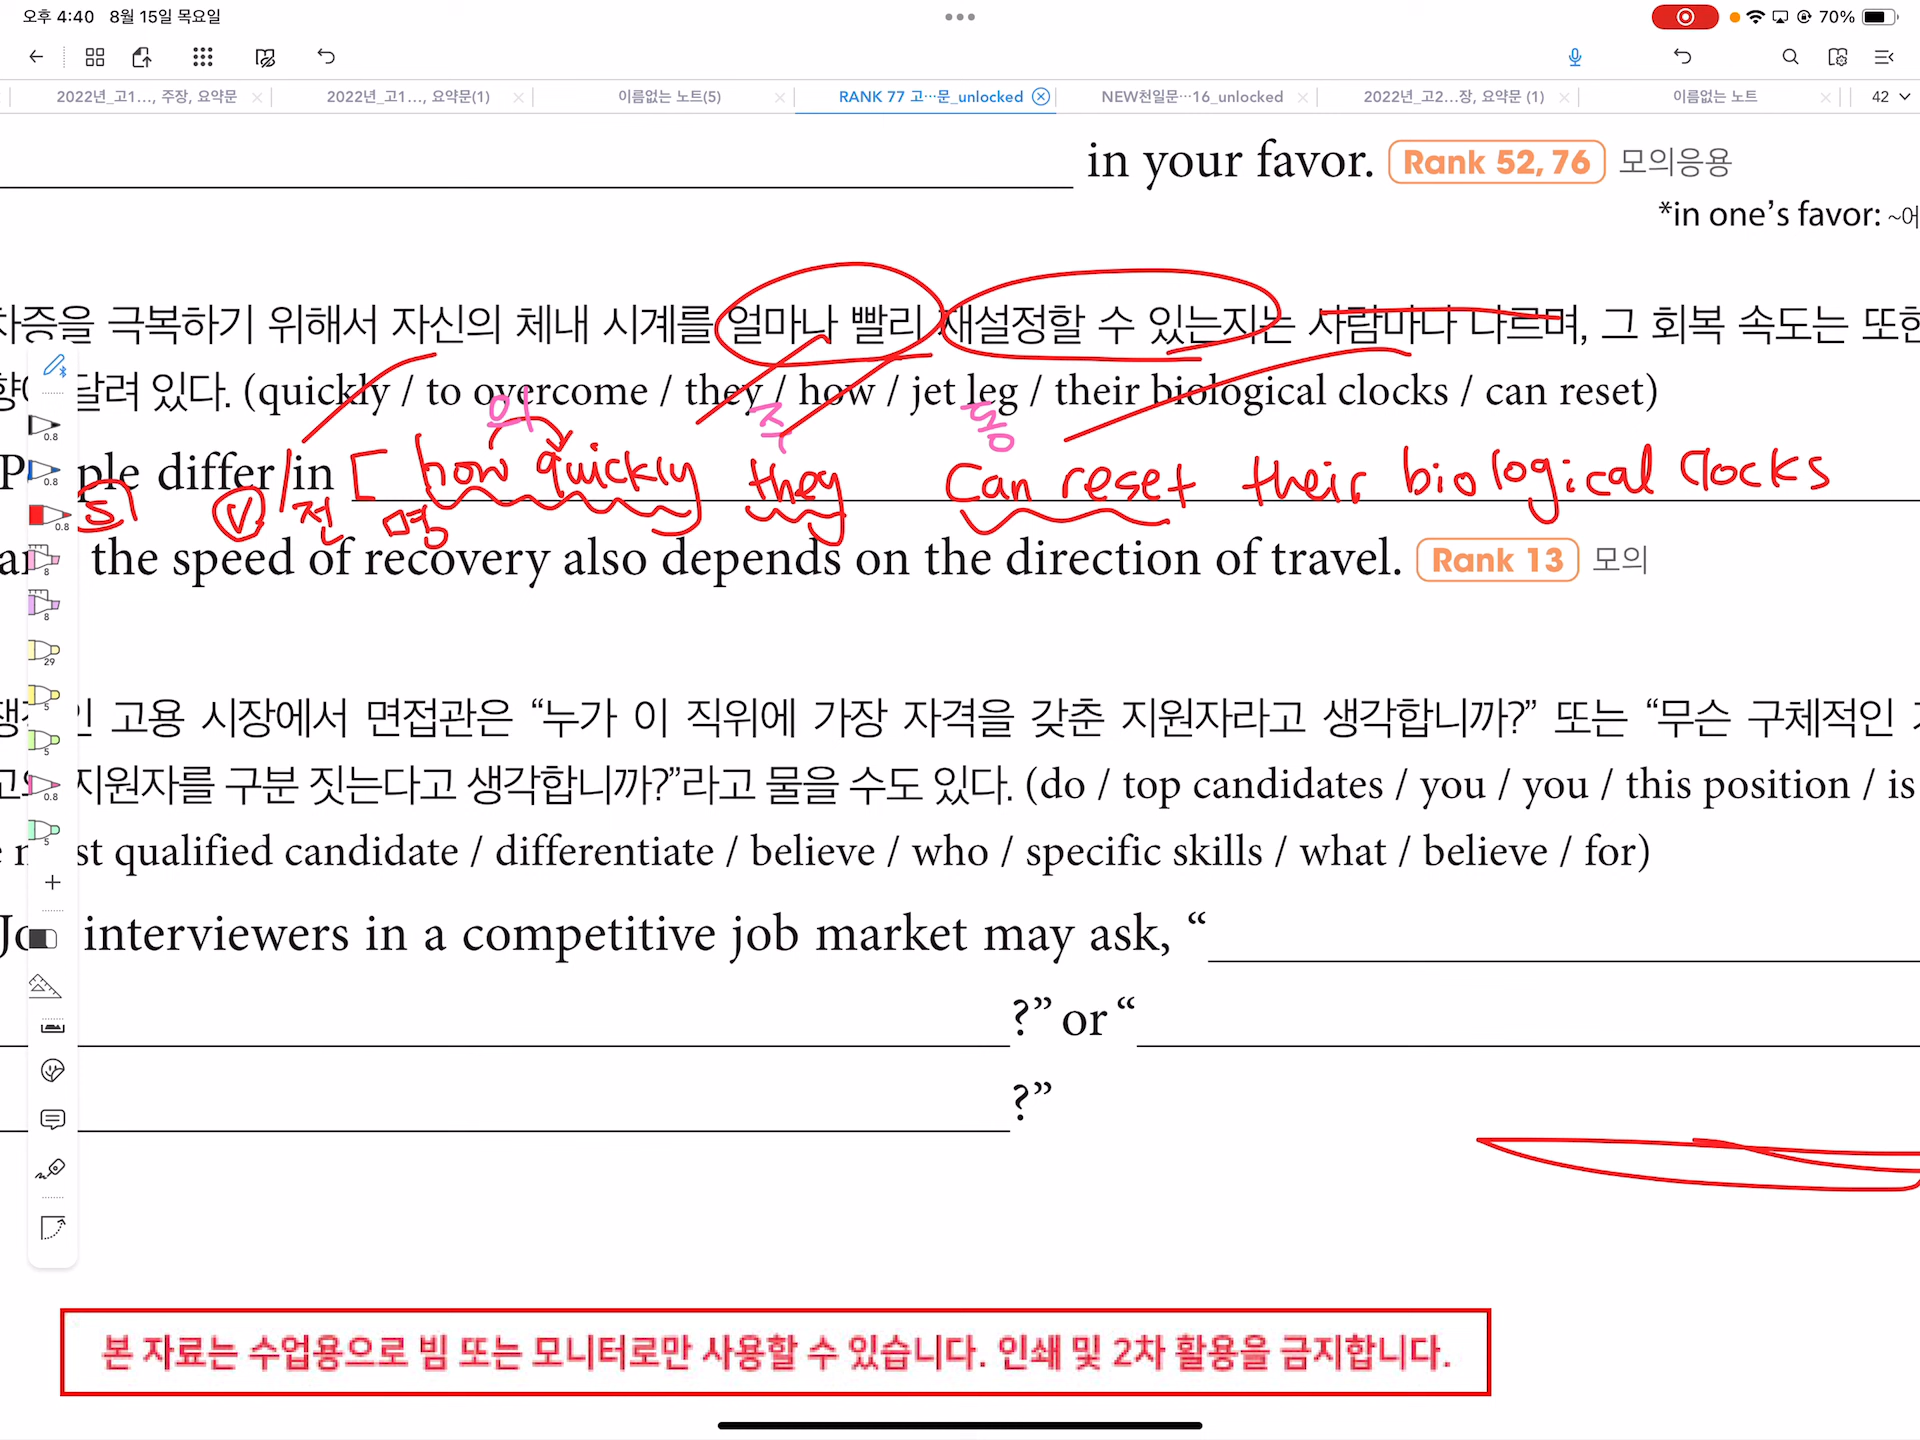 오후 4:40 8월 15일 목요일
70%
2022년_고1..., 주장, 요약문
2022년_고1..., 요약문(1)
이름없는 노트(5)
RANK 77 고…문_unlocked
NEW천일문…16_unlocked
2022년_고2...장, 요약문 (1)
이름없는 노트
42
in your favor. Rank 52, 76 모의응용
*in one's favor: ~에
차증을 극복하기 위해서 자신의 체내 시계를 얼마나 빨리 재설정할 수 있는지는 사람마다 다르며, 그 회복 속도는 또한
달려 있다. (quickly / to overcome / they / how / jet leg / their biological clocks / can reset)
의 주 동
ple differ in [ how quickly they can reset their biological clocks
S V 전 명
the speed of recovery also depends on the direction of travel. Rank 13 모의
고용 시장에서 면접관은 “누가 이 직위에 가장 자격을 갖춘 지원자라고 생각합니까?” 또는 “무슨 구체적인
지원자를 구분 짓는다고 생각합니까?”라고 물을 수도 있다. (do / top candidates / you / you / this position / is
st qualified candidate / differentiate / believe / who / specific skills / what / believe / for)
interviewers in a competitive job market may ask, “
?” or “
?”
0.8
0.8
0.8
8
8
29
5
5
0.8
5
본 자료는 수업용으로 빔 또는 모니터로만 사용할 수 있습니다. 인쇄 및 2차 활용을 금지합니다.